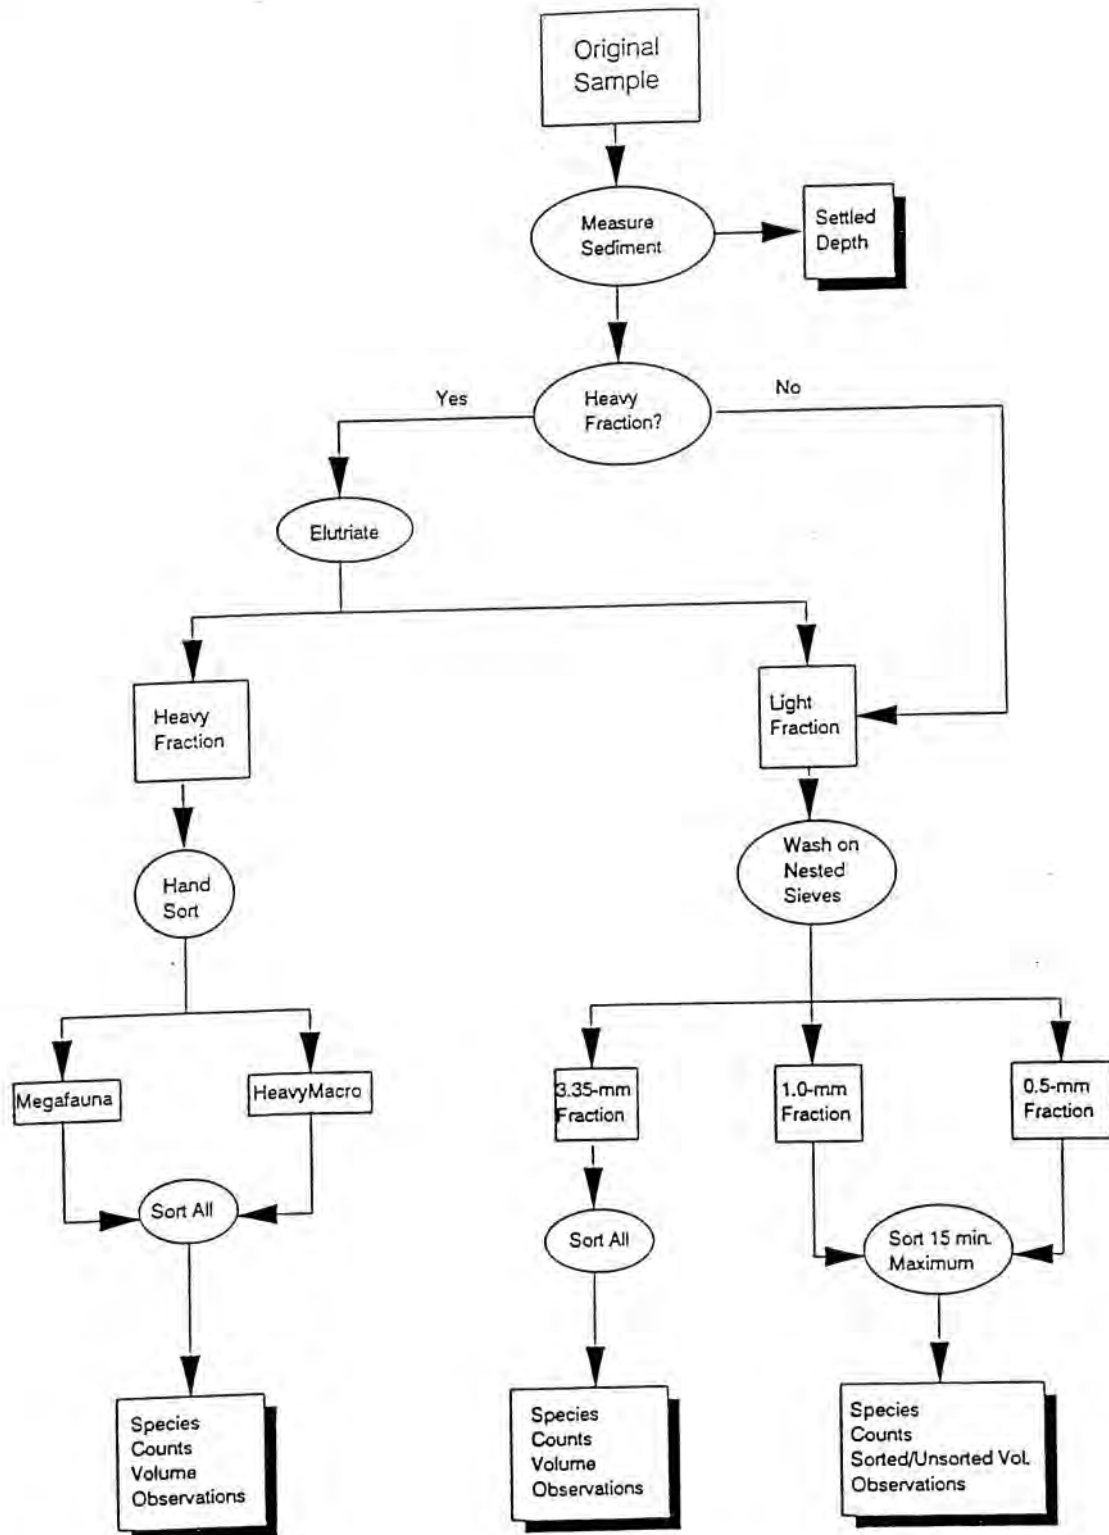 Original
Sample
Measure
Sediment
Settled
Depth
Yes
No
Heavy
Fraction?
Elutriate
Heavy
Fraction
Light
Fraction
Hand
Sort
Wash on
Nested
Sieves
Megafauna
HeavyMacro
3.35-mm
Fraction
1.0-mm
Fraction
0.5-mm
Fraction
Sort All
Sort All
Sort 15 min.
Maximum
Species
Counts
Volume
Observations
Species
Counts
Volume
Observations
Species
Counts
Sorted/Unsorted Vol.
Observations